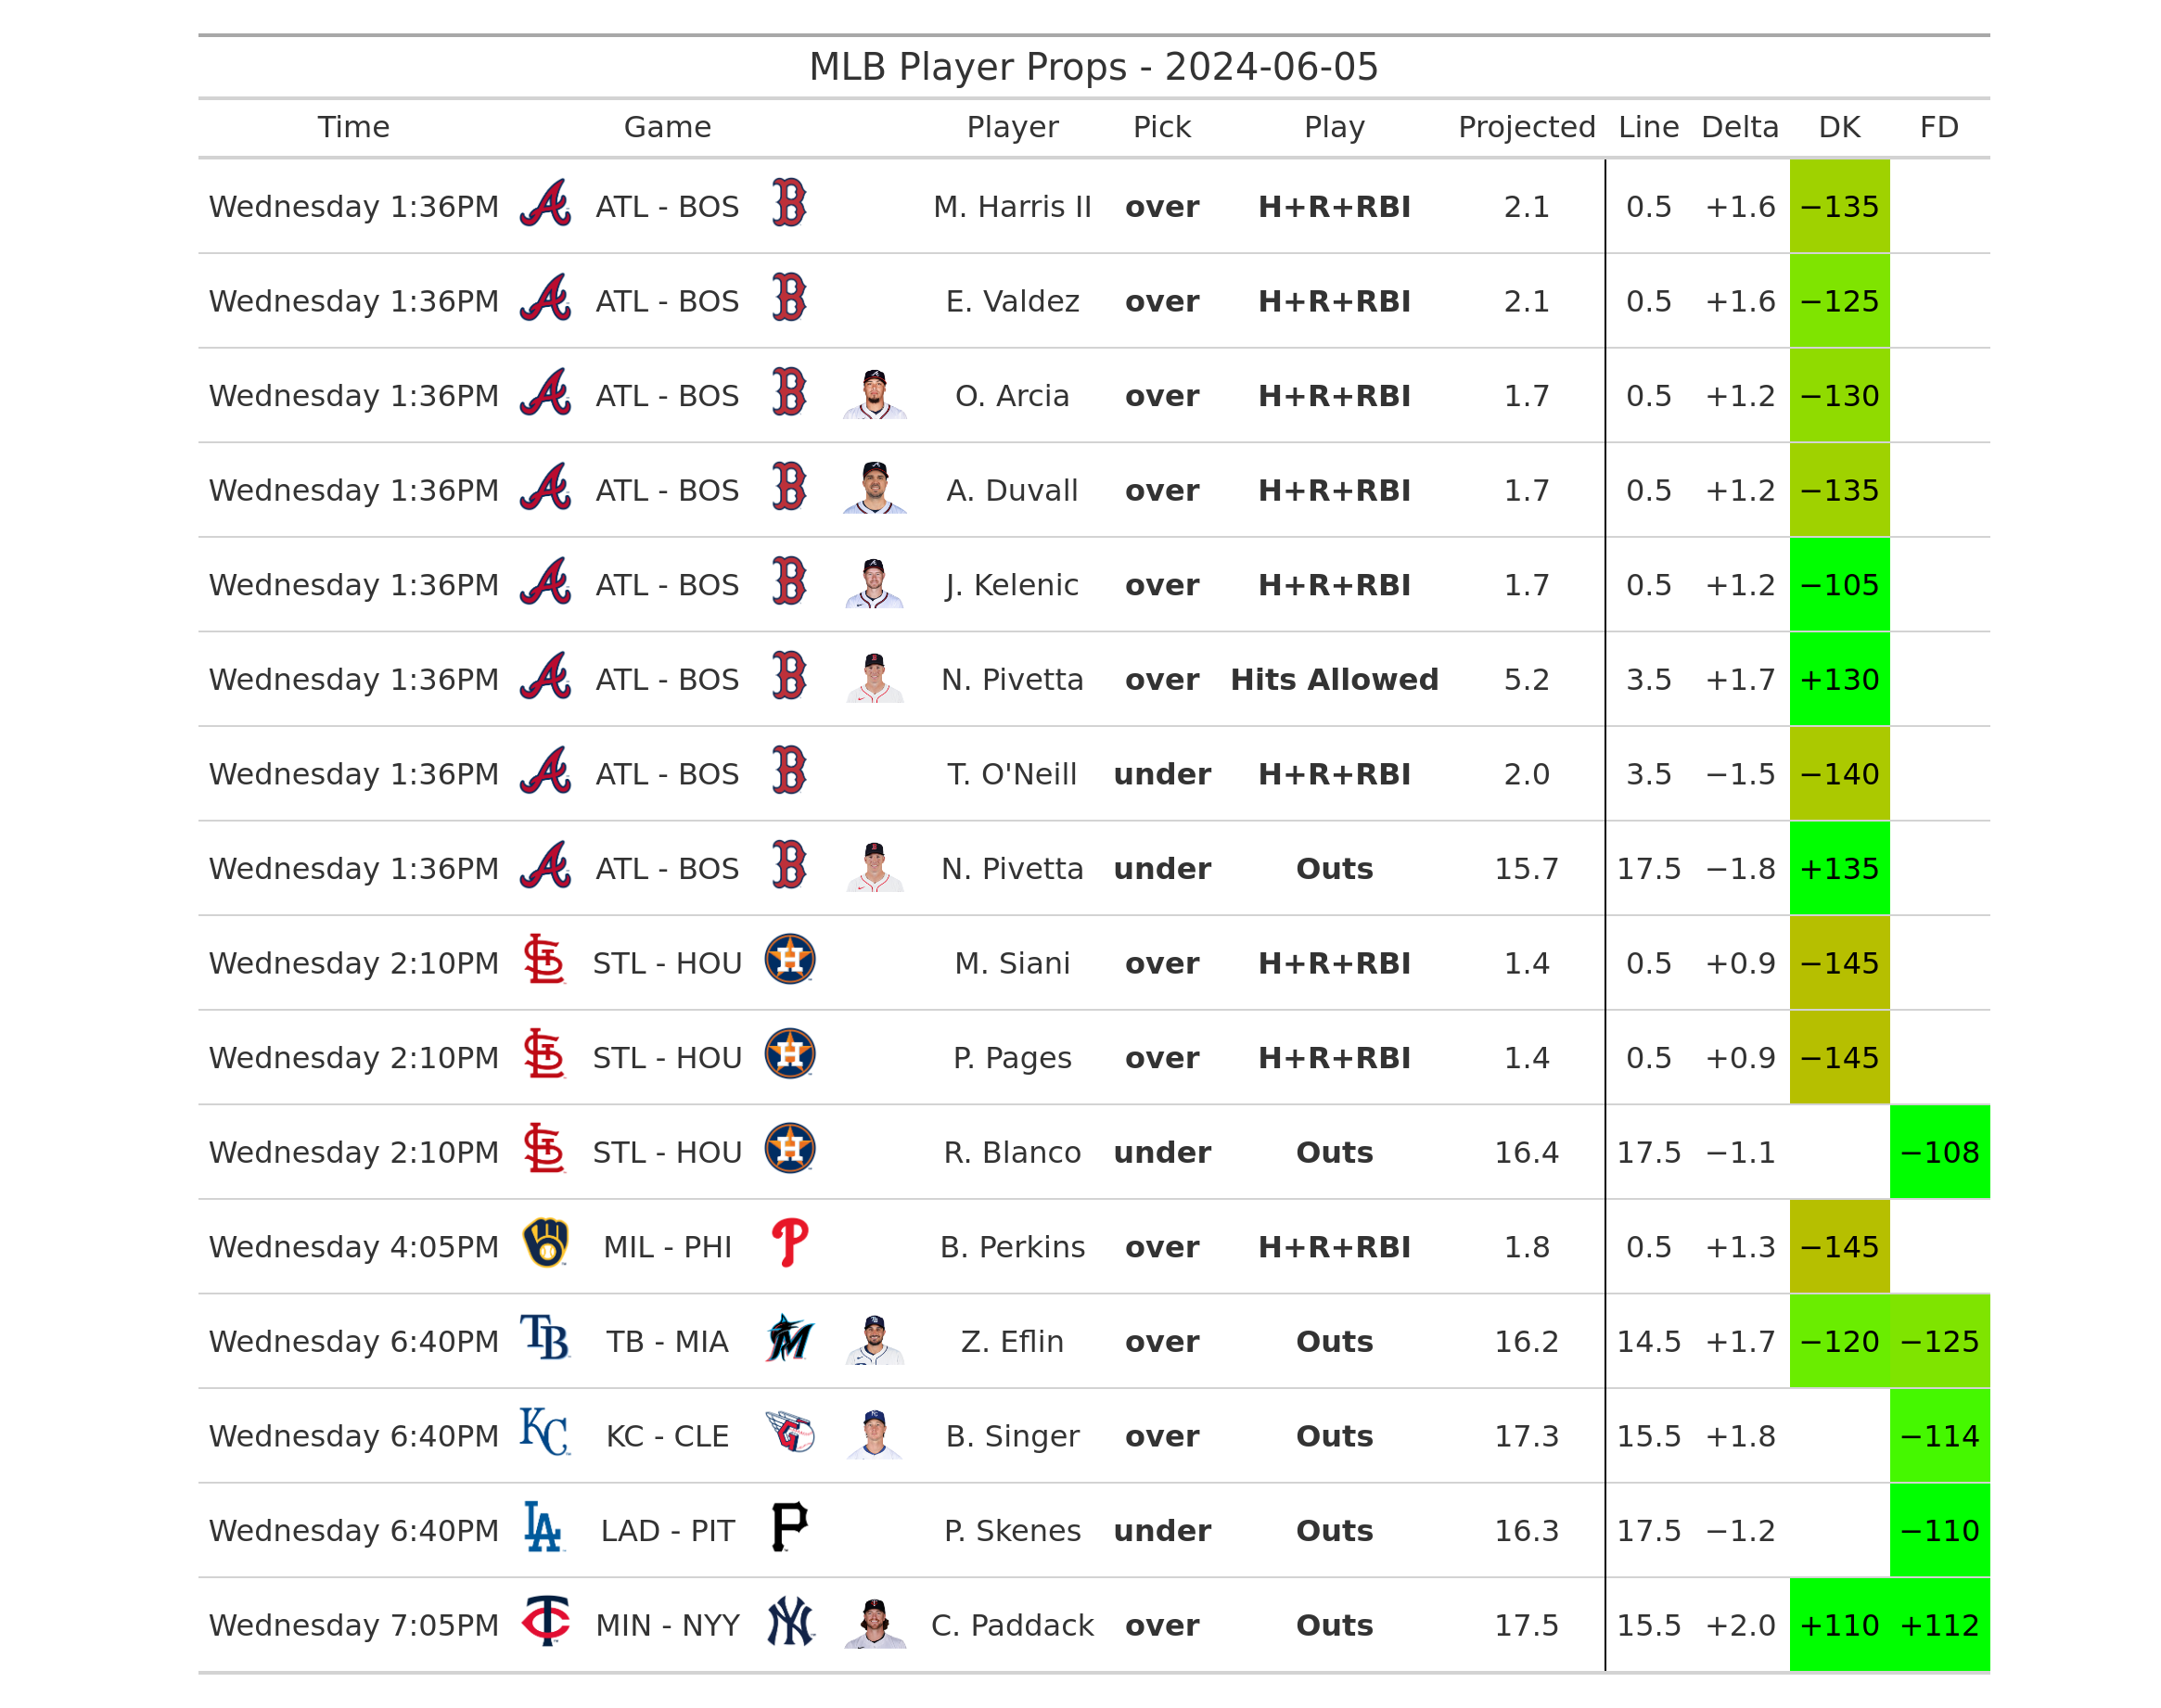 MLB Player Props - 2024-06-05
Time Game Player Pick Play Projected Line Delta DK FD
Wednesday 1:36PM ATL - BOS M. Harris II over H+R+RBI 2.1 0.5 +1.6 −135
Wednesday 1:36PM ATL - BOS E. Valdez over H+R+RBI 2.1 0.5 +1.6 −125
Wednesday 1:36PM ATL - BOS O. Arcia over H+R+RBI 1.7 0.5 +1.2 −130
Wednesday 1:36PM ATL - BOS A. Duvall over H+R+RBI 1.7 0.5 +1.2 −135
Wednesday 1:36PM ATL - BOS J. Kelenic over H+R+RBI 1.7 0.5 +1.2 −105
Wednesday 1:36PM ATL - BOS N. Pivetta over Hits Allowed 5.2 3.5 +1.7 +130
Wednesday 1:36PM ATL - BOS T. O'Neill under H+R+RBI 2.0 3.5 −1.5 −140
Wednesday 1:36PM ATL - BOS N. Pivetta under Outs 15.7 17.5 −1.8 +135
Wednesday 2:10PM STL - HOU M. Siani over H+R+RBI 1.4 0.5 +0.9 −145
Wednesday 2:10PM STL - HOU P. Pages over H+R+RBI 1.4 0.5 +0.9 −145
Wednesday 2:10PM STL - HOU R. Blanco under Outs 16.4 17.5 −1.1 −108
Wednesday 4:05PM MIL - PHI B. Perkins over H+R+RBI 1.8 0.5 +1.3 −145
Wednesday 6:40PM TB - MIA Z. Eflin over Outs 16.2 14.5 +1.7 −120 −125
Wednesday 6:40PM KC - CLE B. Singer over Outs 17.3 15.5 +1.8 −114
Wednesday 6:40PM LAD - PIT P. Skenes under Outs 16.3 17.5 −1.2 −110
Wednesday 7:05PM MIN - NYY C. Paddack over Outs 17.5 15.5 +2.0 +110 +112